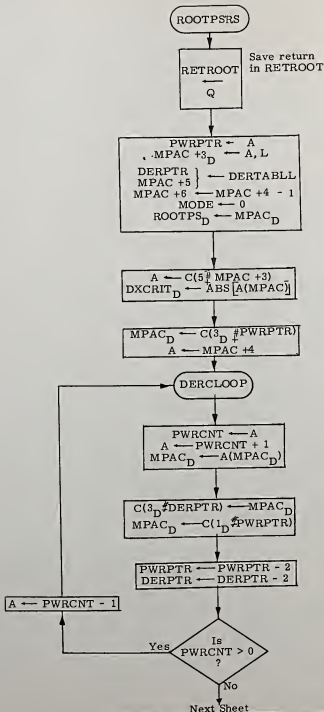 ROOTPSRS
RETROOT
←
Q
Save return
in RETROOT
PWRPTR ← A
MPAC +3D ← A, L
DERPTR
MPAC +5 } ← DERTABLL
MPAC +6 ← MPAC +4 - 1
MODE ← 0
ROOTPSD ← MPACD
A ← C(5 # MPAC +3)
DXCRITD ← ABS [A(MPAC)]
MPACD ← C(3D # PWRPTR)
A ← MPAC +4
DERCLOOP
PWRCNT ← A
A ← PWRCNT + 1
MPACD ← A(MPACD)
C(3D # DERPTR) ← MPACD
MPACD ← C(1D # PWRPTR)
PWRPTR ← PWRPTR - 2
DERPTR ← DERPTR - 2
A ← PWRCNT - 1
Yes
Is
PWRCNT > 0
?
No
Next Sheet